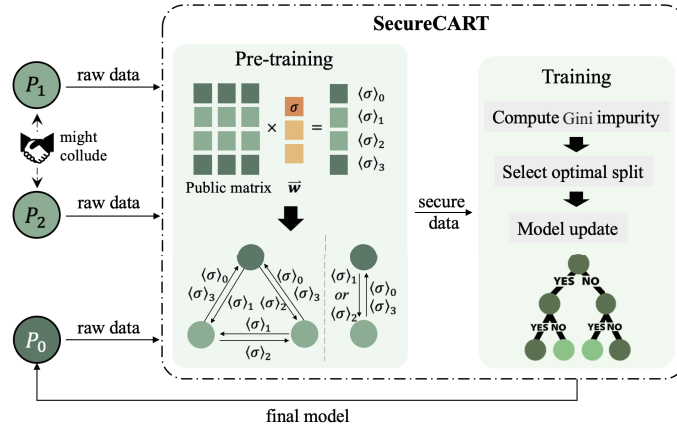 SecureCART
Pre-training
P₁
raw data
might
collude
P₂
raw data
P₀
raw data
σ
×
=
⟨σ⟩₀
⟨σ⟩₁
⟨σ⟩₂
⟨σ⟩₃
Public matrix
w⃗
⟨σ⟩₀
⟨σ⟩₃
⟨σ⟩₁
⟨σ⟩₂
⟨σ⟩₀
⟨σ⟩₃
⟨σ⟩₁
⟨σ⟩₂
⟨σ⟩₁
or
⟨σ⟩₂
⟨σ⟩₀
⟨σ⟩₃
secure
data
Training
Compute Gini impurity
Select optimal split
Model update
YES NO
YES NO
YES NO
final model